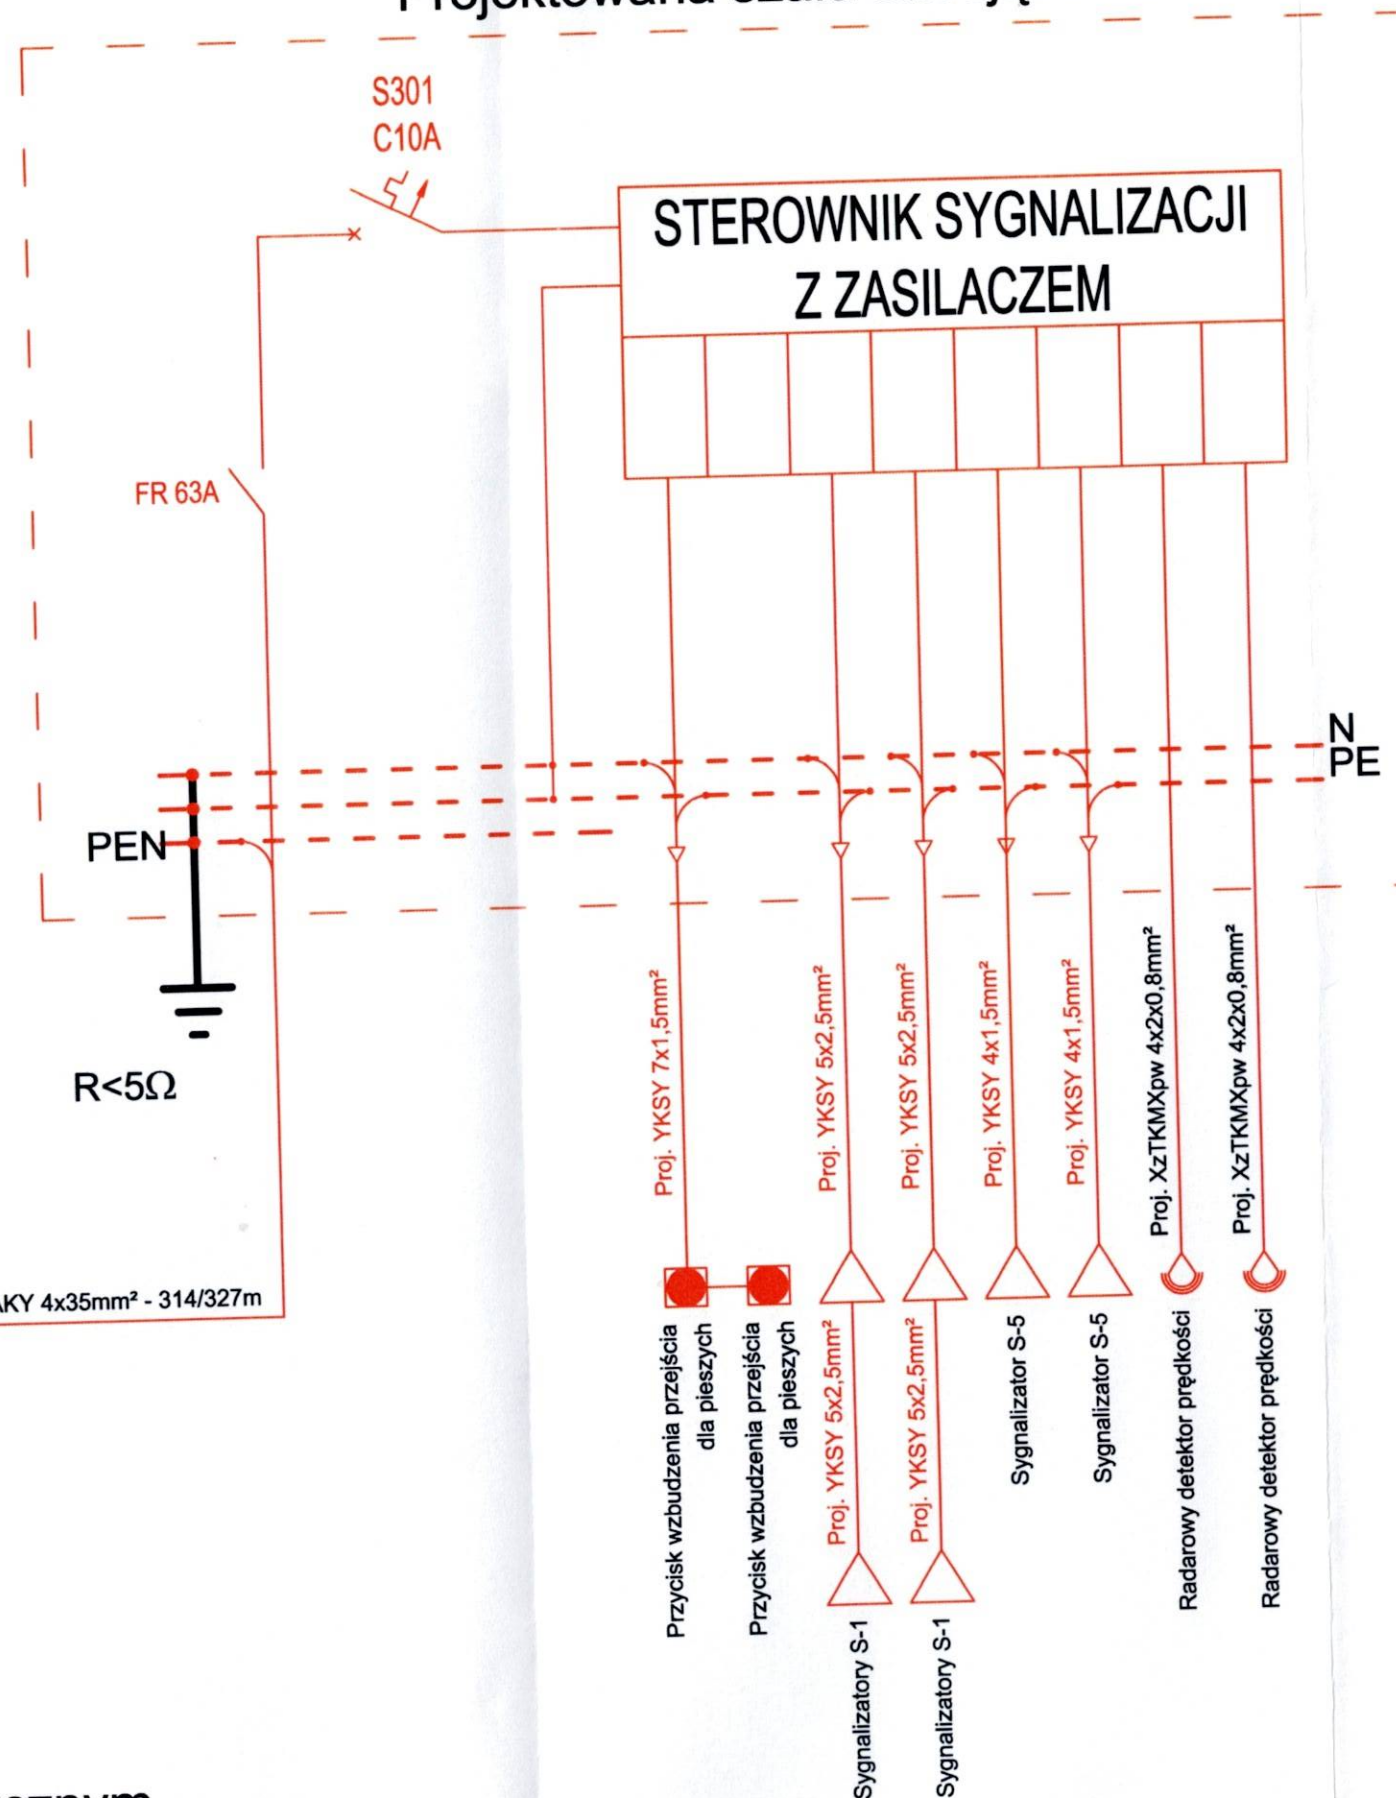 Projektowana
S301
C10A
STEROWNIK SYGNALIZACJI
Z ZASILACZEM
FR 63A
N
PE
PEN
R<5Ω
AKY 4x35mm² - 314/327m
Proj. YKSY 7x1,5mm²
Proj. YKSY 5x2,5mm²
Proj. YKSY 5x2,5mm²
Proj. YKSY 4x1,5mm²
Proj. YKSY 4x1,5mm²
Proj. XzTKMXpw 4x2x0,8mm²
Proj. XzTKMXpw 4x2x0,8mm²
Przycisk wzbudzenia przejścia
dla pieszych
Przycisk wzbudzenia przejścia
dla pieszych
Proj. YKSY 5x2,5mm²
Proj. YKSY 5x2,5mm²
Sygnalizator S-5
Sygnalizator S-5
Radarowy detektor prędkości
Radarowy detektor prędkości
Sygnalizatory S-1
Sygnalizatory S-1